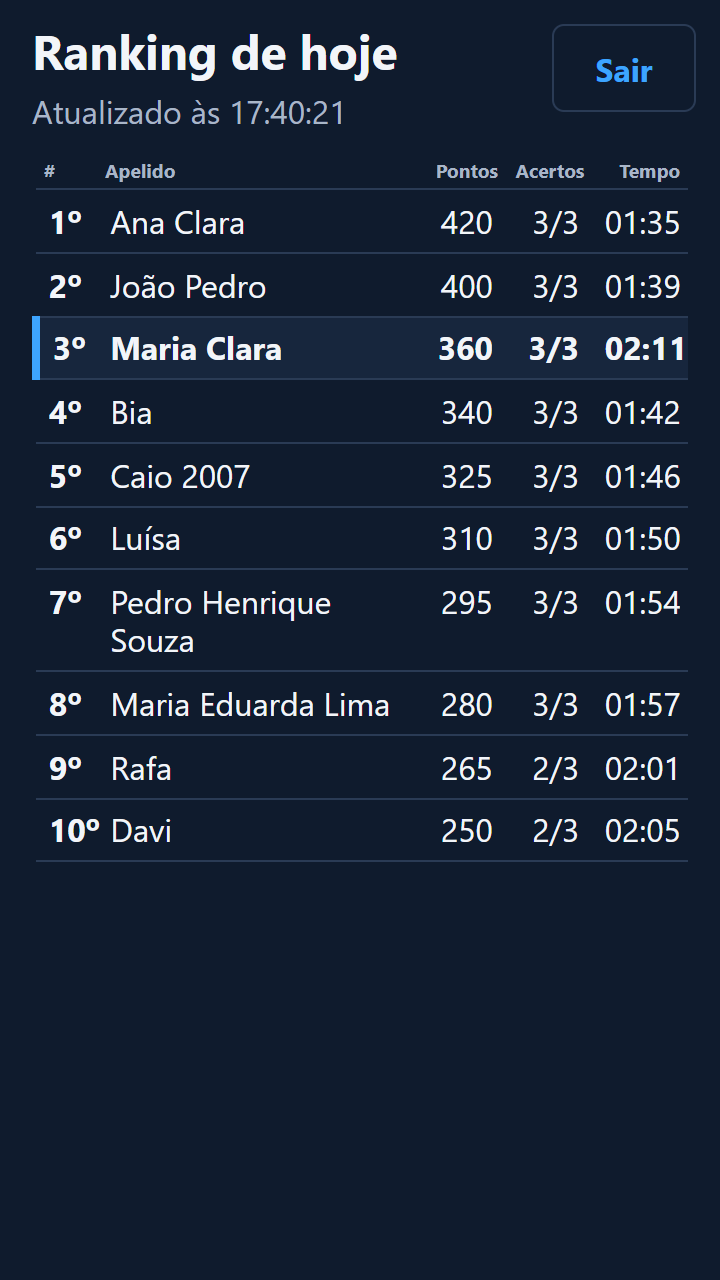 Ranking de hoje
Sair
Atualizado às 17:40:21
# Apelido Pontos Acertos Tempo
1º Ana Clara 420 3/3 01:35
2º João Pedro 400 3/3 01:39
3º Maria Clara 360 3/3 02:11
4º Bia 340 3/3 01:42
5º Caio 2007 325 3/3 01:46
6º Luísa 310 3/3 01:50
7º Pedro Henrique 295 3/3 01:54
Souza
8º Maria Eduarda Lima 280 3/3 01:57
9º Rafa 265 2/3 02:01
10º Davi 250 2/3 02:05